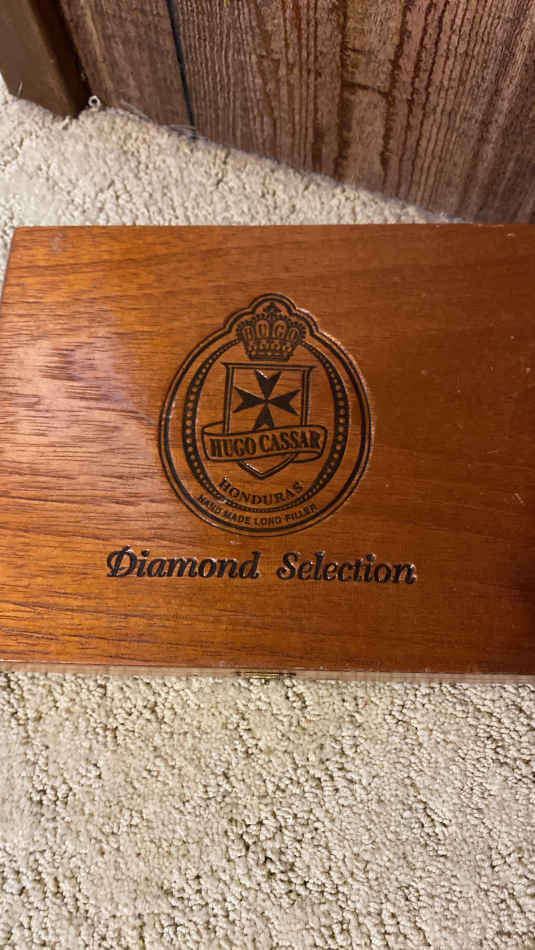 HUGO CASSAR
HONDURAS
HAND MADE LONG FILLER
Diamond Selection